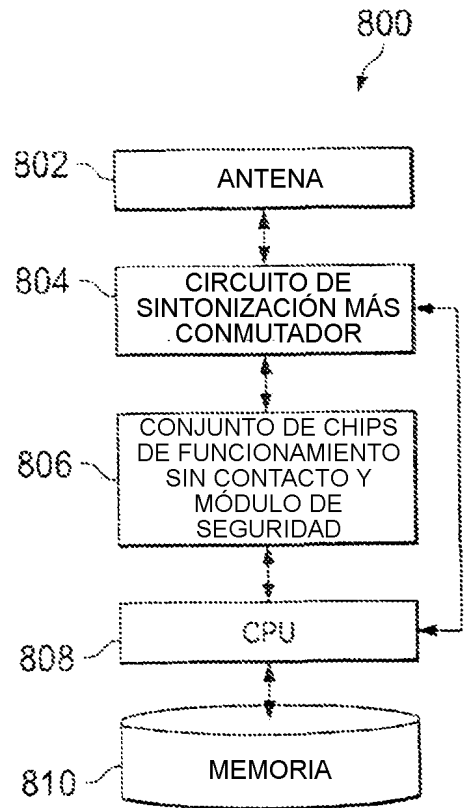 800
802
ANTENA
804
CIRCUITO DE
SINTONIZACIÓN MÁS
CONMUTADOR
806
CONJUNTO DE CHIPS
DE FUNCIONAMIENTO
SIN CONTACTO Y
MÓDULO DE
SEGURIDAD
808
CPU
810
MEMORIA